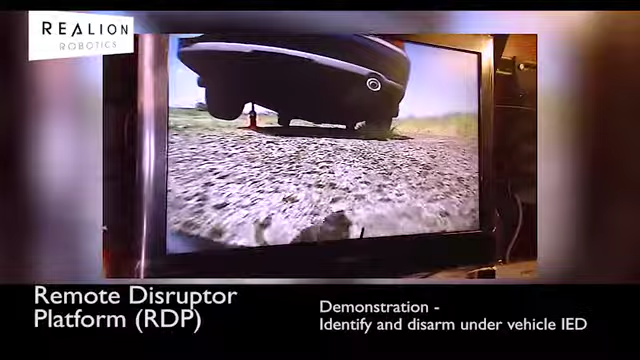 REALION
ROBOTICS
Remote Disruptor
Platform (RDP)
Demonstration -
Identify and disarm under vehicle IED